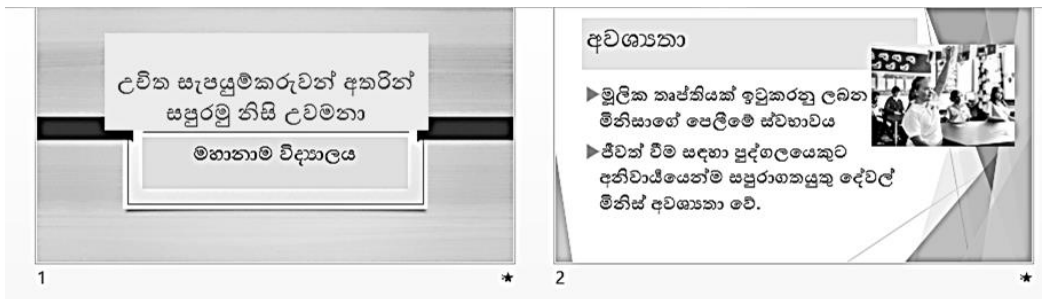 උචිත සැපයුම්කරුවන් අතරින්
සපුරමු නිසි උවමනා
මහානාම විද්‍යාලය
1
අවශ්‍යතා
මූලික තෘප්තියක් ඉටුකරනු ලබන
මිනිසාගේ පෙලීමේ ස්වභාවය
ජීවත් වීම සඳහා පුද්ගලයෙකුට
අනිවාර්යයෙන්ම සපුරාගතයුතු දේවල්
මිනිස් අවශ්‍යතා වේ.
2